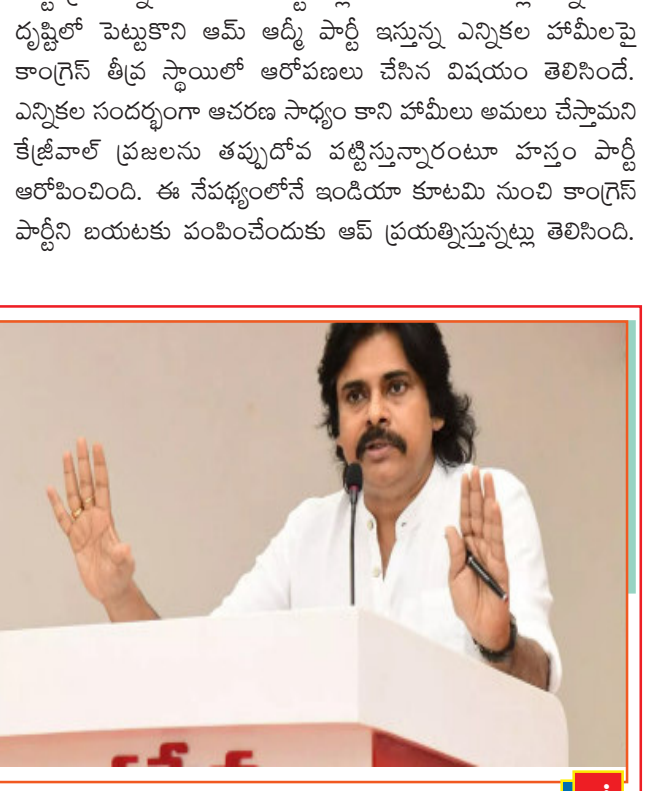 దృష్టిలో పెట్టుకొని ఆమ్ ఆద్మీ పార్టీ ఇస్తున్న ఎన్నికల హామీలపై
కాంగ్రెస్ తీవ్ర స్థాయిలో ఆరోపణలు చేసిన విషయం తెలిసిందే.
ఎన్నికల సందర్భంగా ఆచరణ సాధ్యం కాని హామీలు అమలు చేస్తామని
కేజ్రీవాల్ ప్రజలను తప్పుదోవ పట్టిస్తున్నారంటూ హస్తం పార్టీ
ఆరోపించింది. ఈ నేపథ్యంలోనే ఇండియా కూటమి నుంచి కాంగ్రెస్
పార్టీని బయటకు పంపించేందుకు ఆప్ ప్రయత్నిస్తున్నట్లు తెలిసింది.